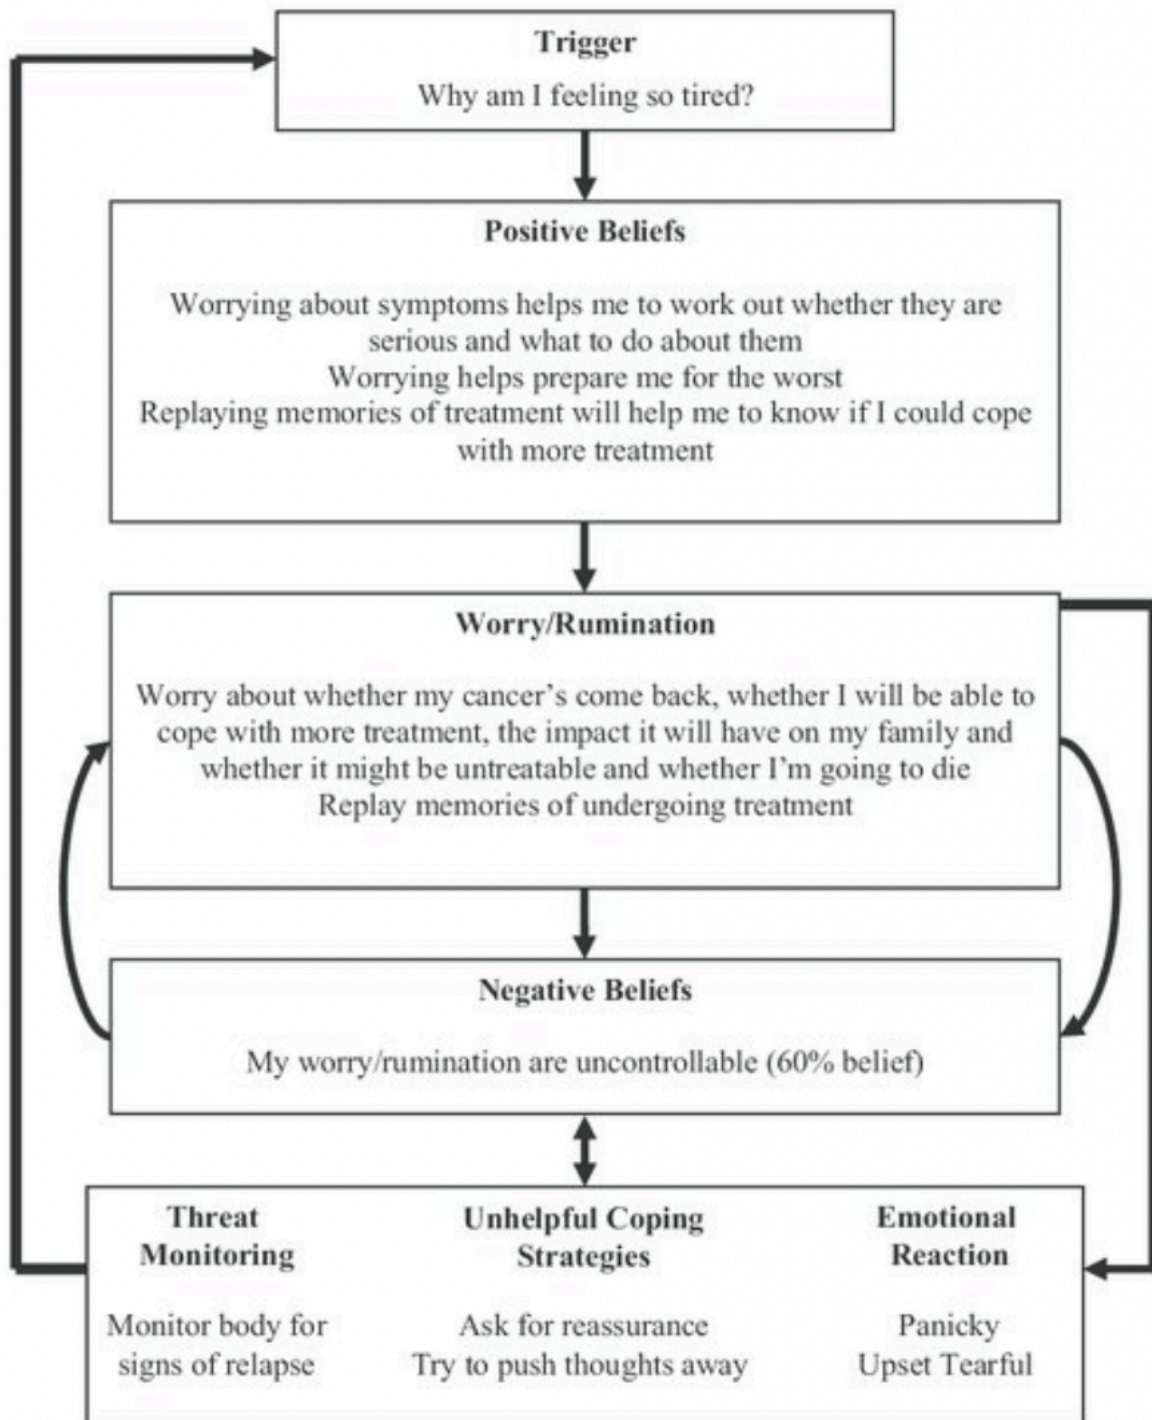 Trigger
Why am I feeling so tired?
Positive Beliefs
Worrying about symptoms helps me to work out whether they are
serious and what to do about them
Worrying helps prepare me for the worst
Replaying memories of treatment will help me to know if I could cope
with more treatment
Worry/Rumination
Worry about whether my cancer’s come back, whether I will be able to
cope with more treatment, the impact it will have on my family and
whether it might be untreatable and whether I’m going to die
Replay memories of undergoing treatment
Negative Beliefs
My worry/rumination are uncontrollable (60% belief)
Threat
Monitoring
Monitor body for
signs of relapse
Unhelpful Coping
Strategies
Ask for reassurance
Try to push thoughts away
Emotional
Reaction
Panicky
Upset Tearful